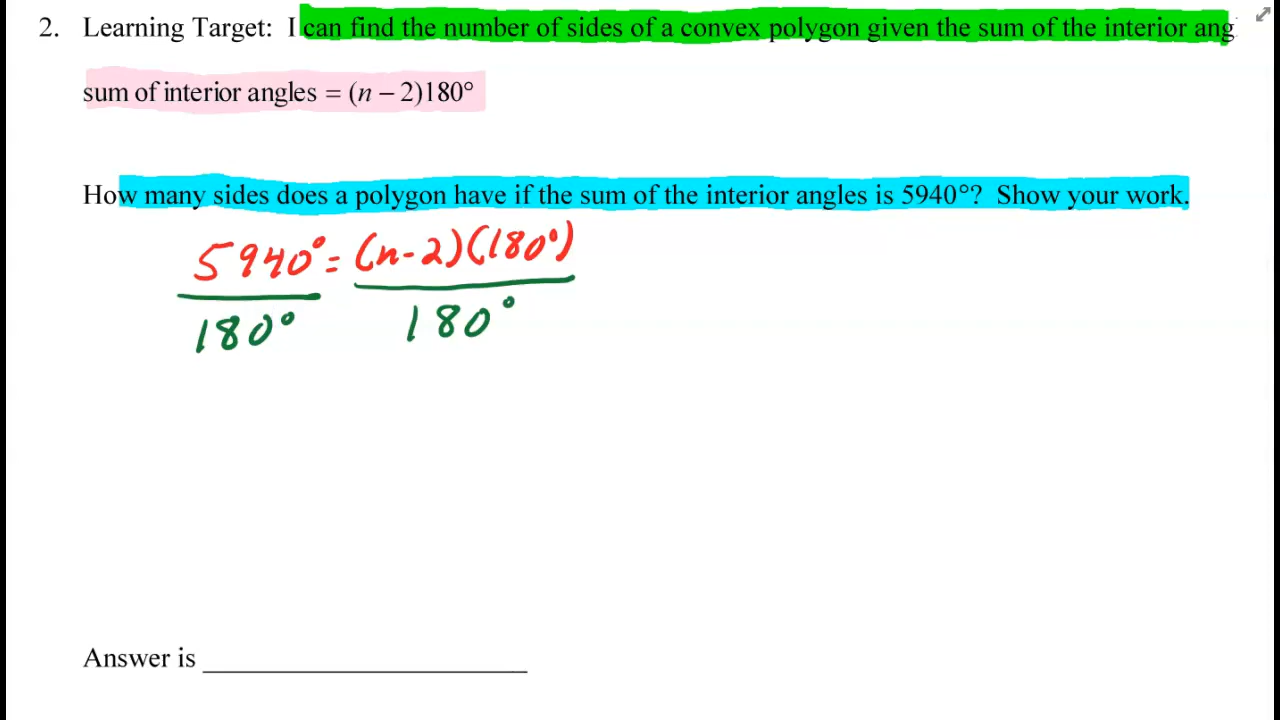 2. Learning Target: I can find the number of sides of a convex polygon given the sum of the interior ang
sum of interior angles = (n − 2)180°
How many sides does a polygon have if the sum of the interior angles is 5940°? Show your work.
5940° = (n-2)(180°)
180° 180°
Answer is ______________________